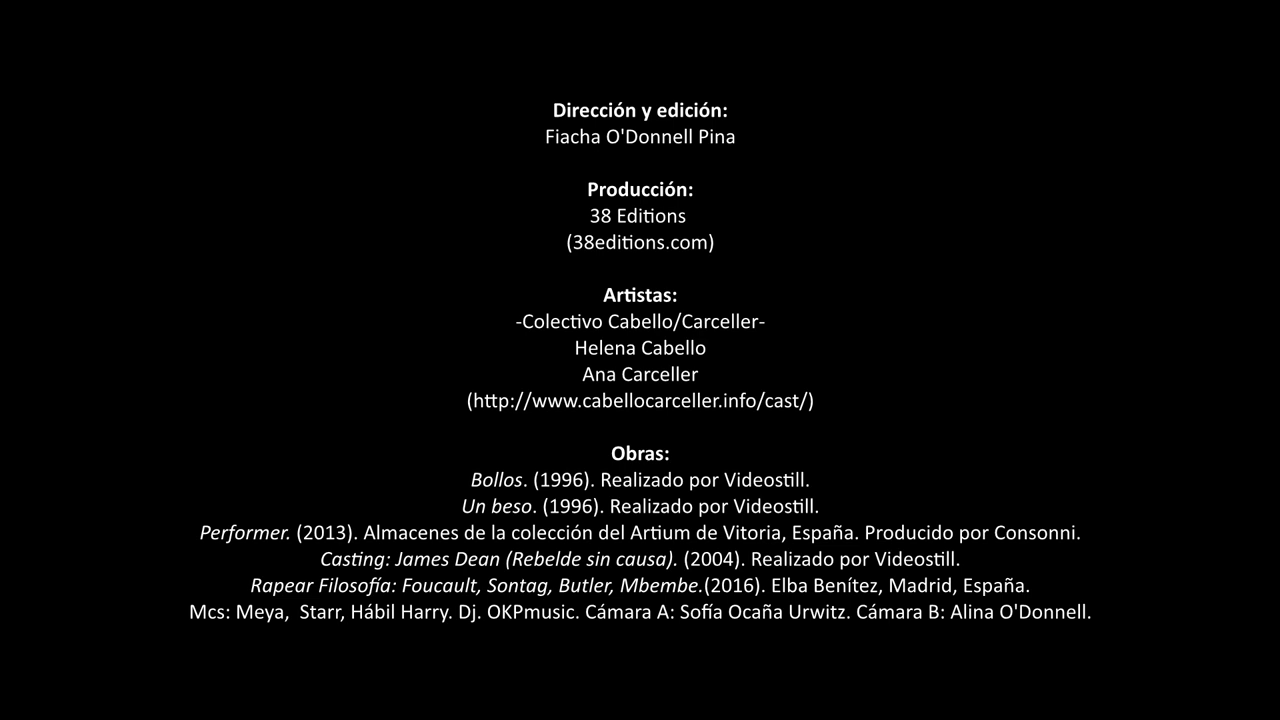 Dirección y edición:
Fiacha O'Donnell Pina
Producción:
38 Editions
(38editions.com)
Artistas:
-Colectivo Cabello/Carceller-
Helena Cabello
Ana Carceller
(http://www.cabellocarceller.info/cast/)
Obras:
Bollos. (1996). Realizado por Videostill.
Un beso. (1996). Realizado por Videostill.
Performer. (2013). Almacenes de la colección del Artium de Vitoria, España. Producido por Consonni.
Casting: James Dean (Rebelde sin causa). (2004). Realizado por Videostill.
Rapear Filosofía: Foucault, Sontag, Butler, Mbembe.(2016). Elba Benítez, Madrid, España.
Mcs: Meya,  Starr, Hábil Harry. Dj. OKPmusic. Cámara A: Sofía Ocaña Urwitz. Cámara B: Alina O'Donnell.